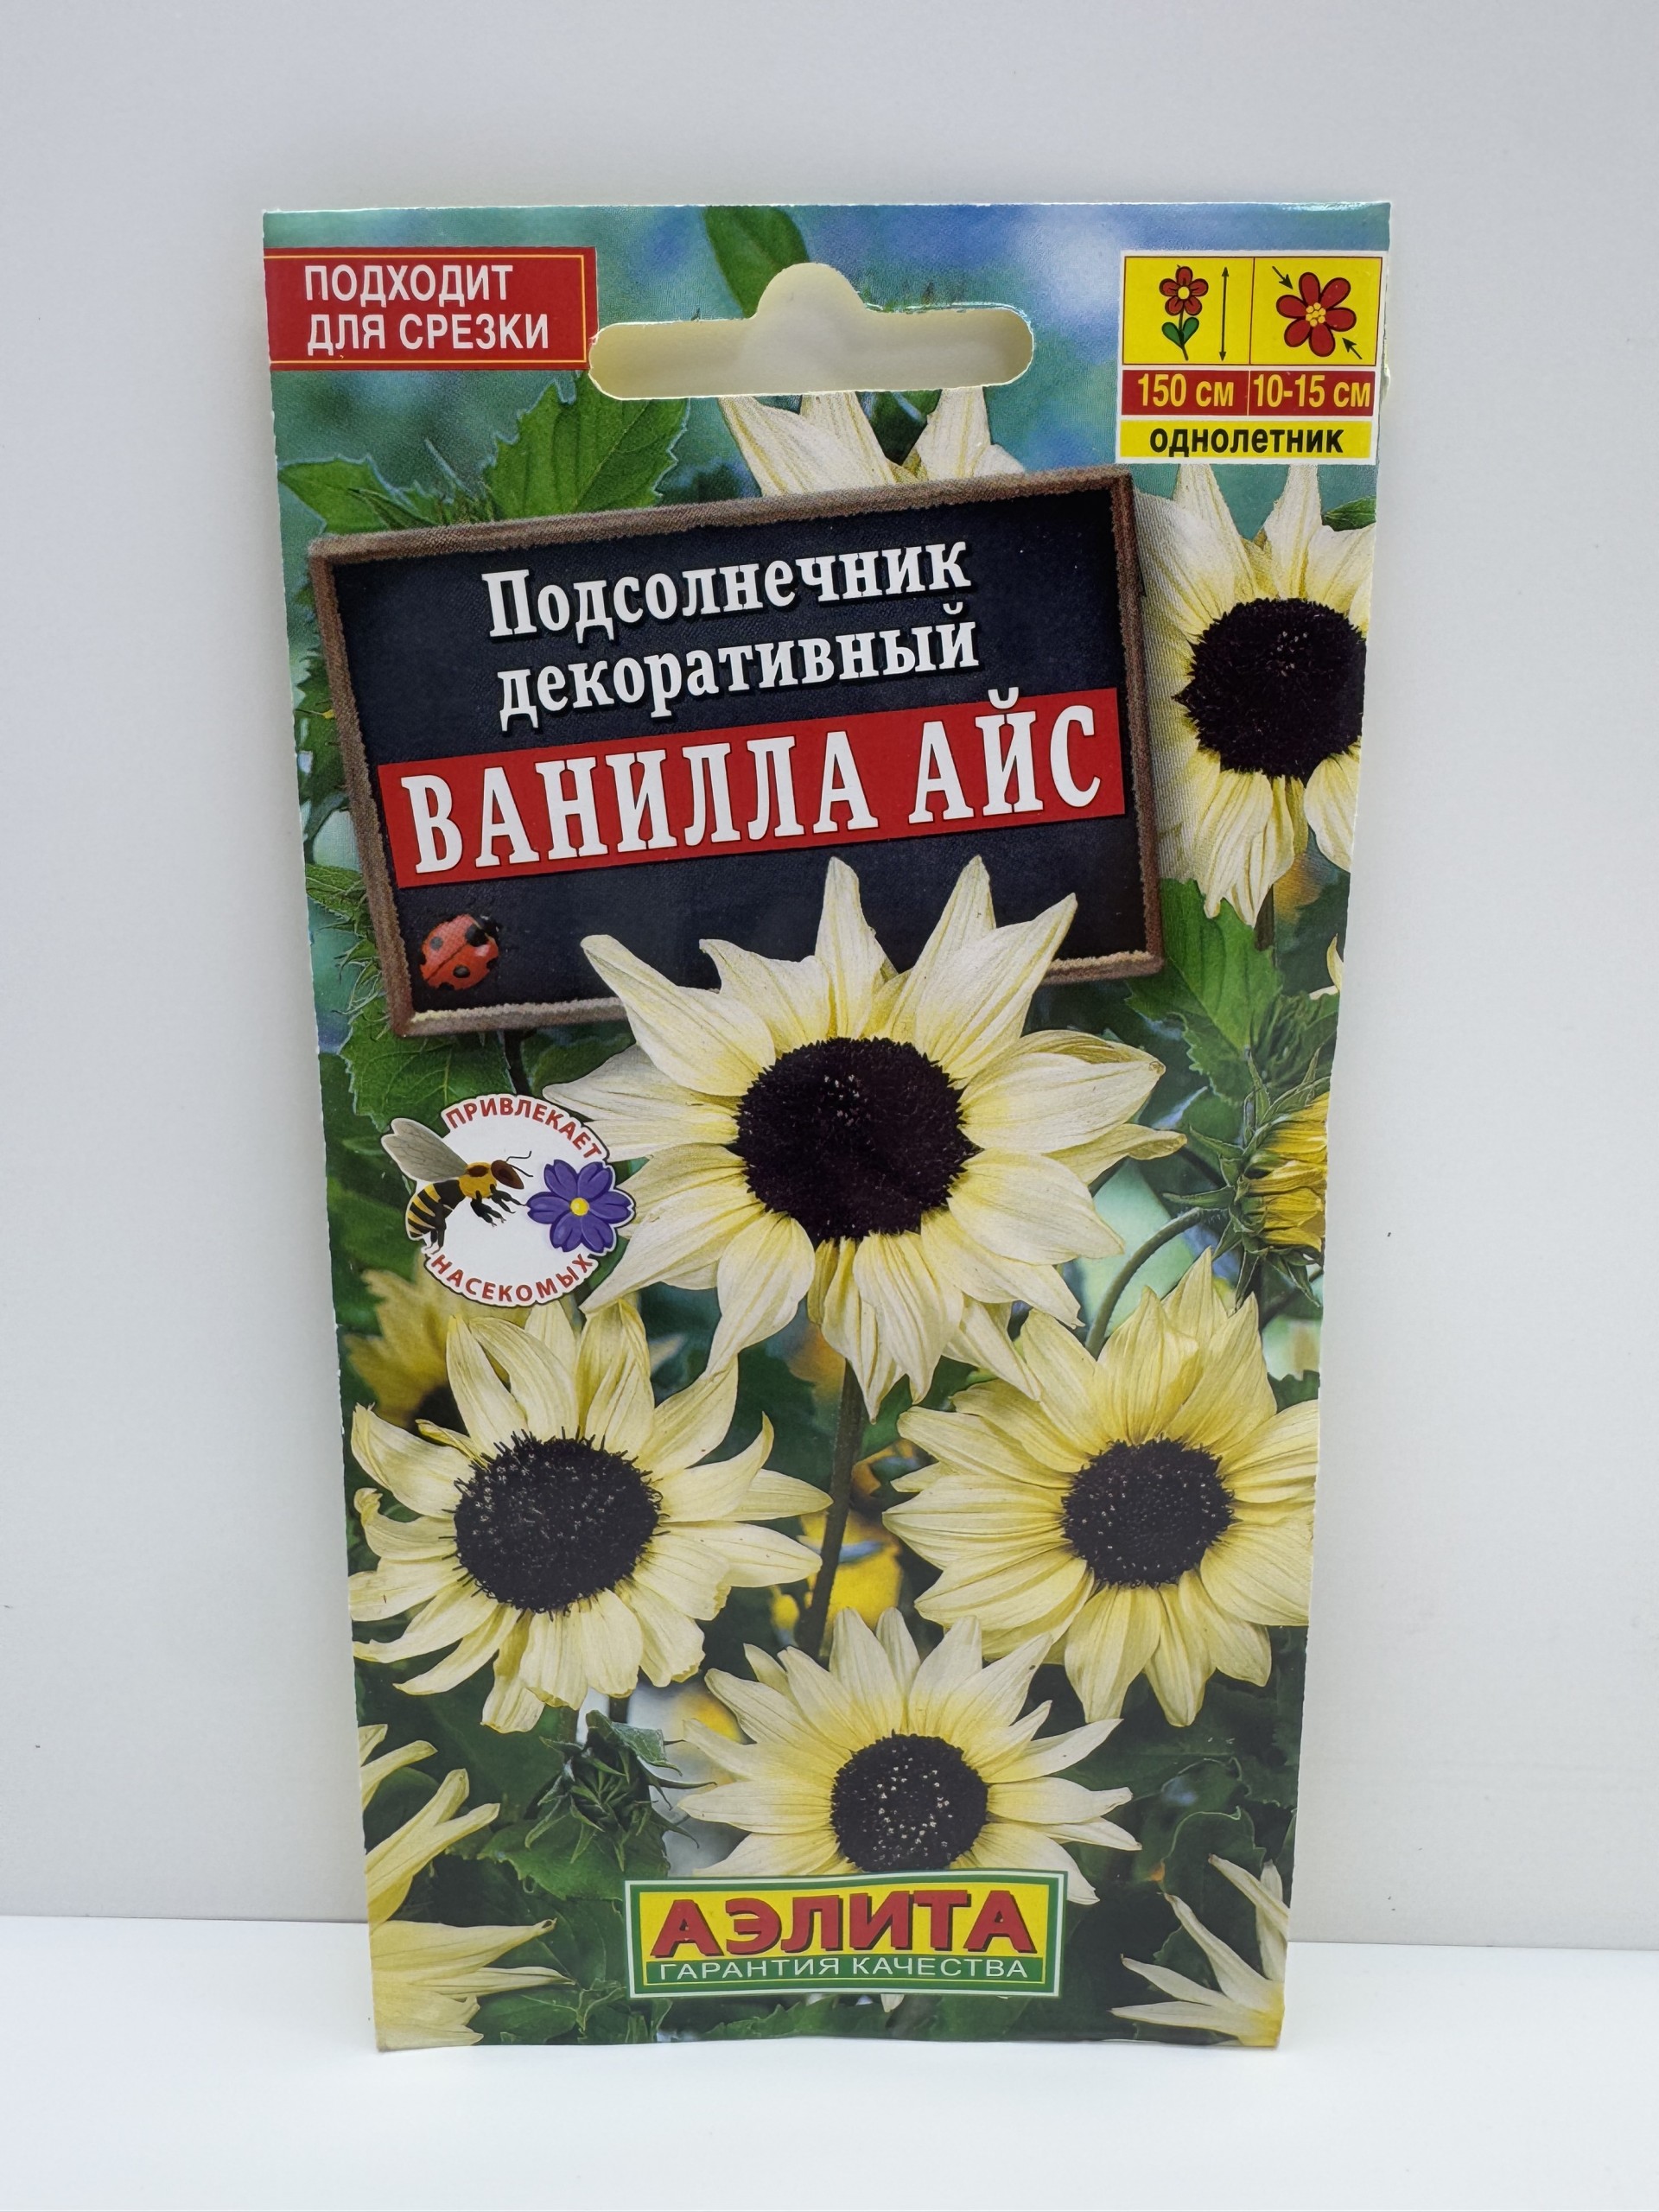 ПОДХОДИТ
ДЛЯ СРЕЗКИ
150 см 10-15 см
однолетник
Подсолнечник
декоративный
ВАНИЛЛА АЙС
ПРИВЛЕКАЕТ
НАСЕКОМЫХ
АЭЛИТА
ГАРАНТИЯ КАЧЕСТВА